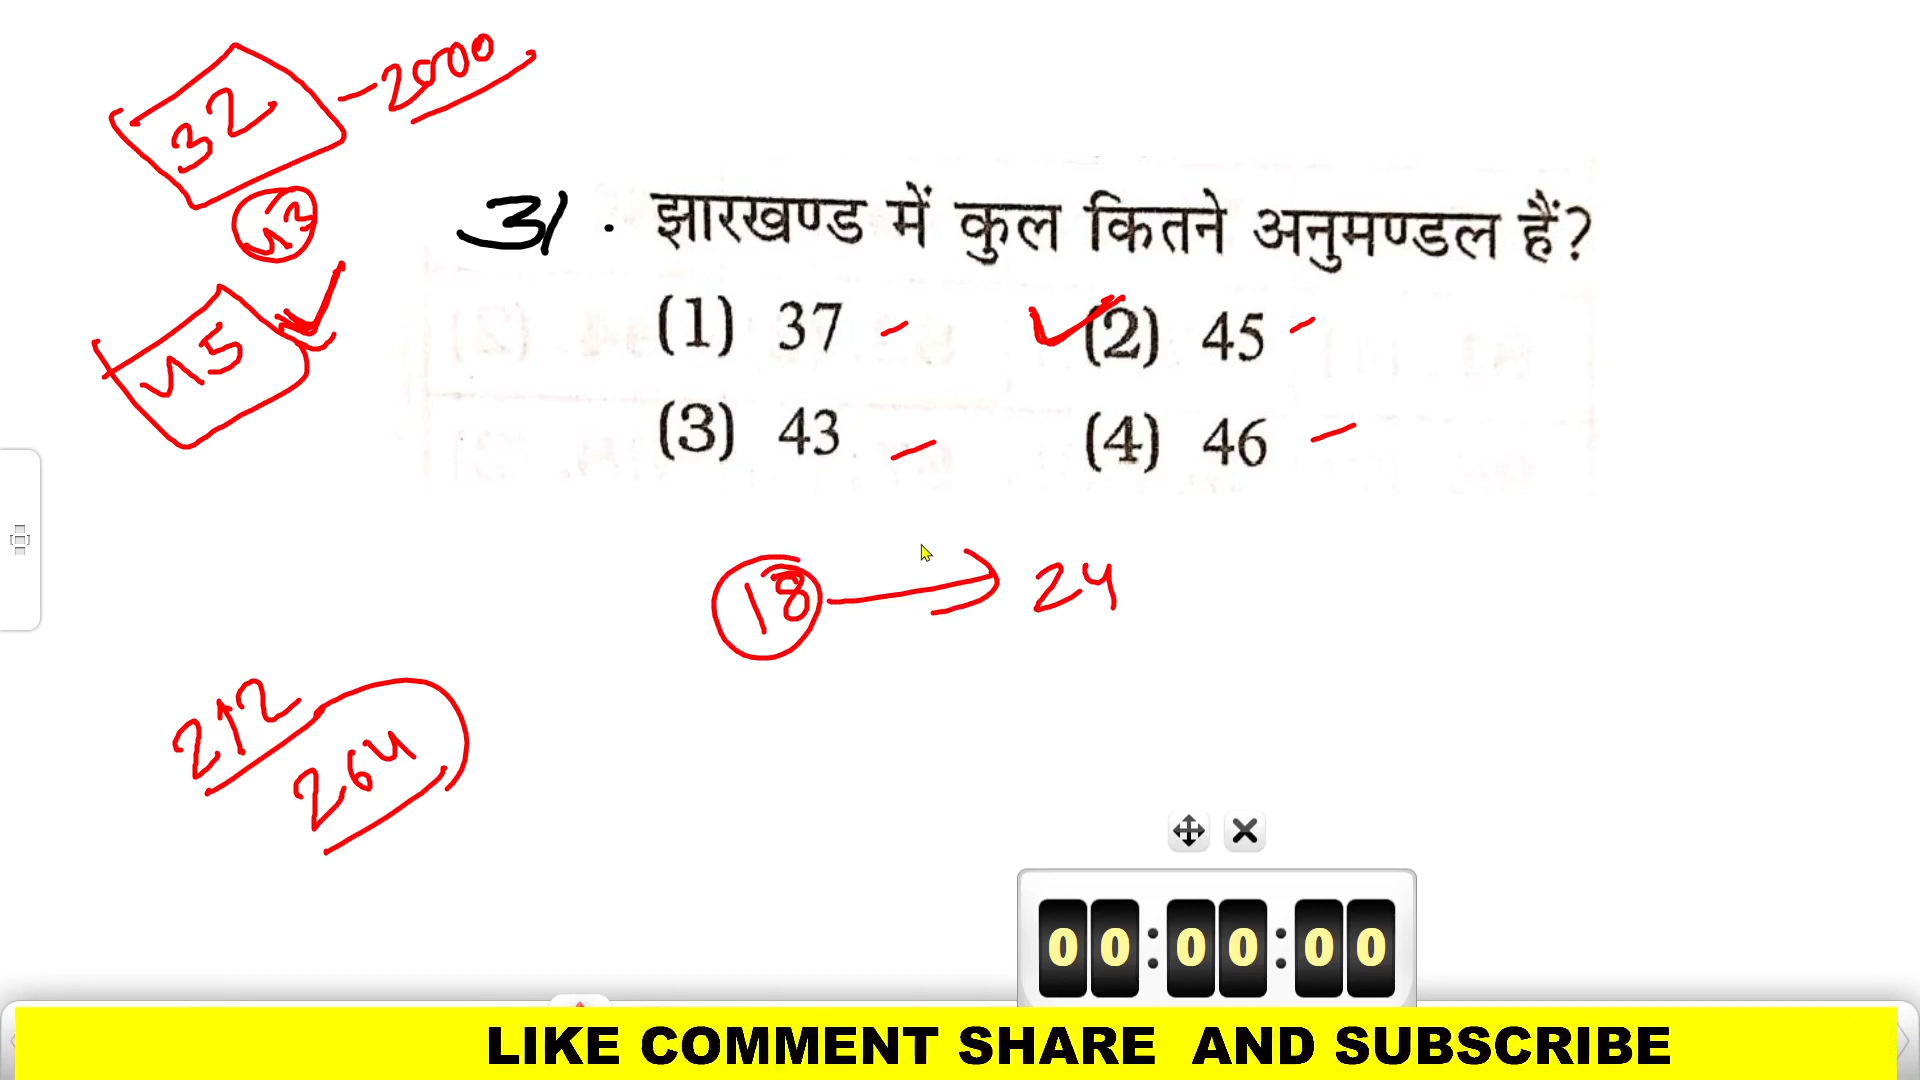 32 - 2000
43
45
31. झारखण्ड में कुल कितने अनुमण्डल हैं?
(1) 37 (2) 45
(3) 43 (4) 46
18 → 24
212
264
00:00:00
LIKE COMMENT SHARE AND SUBSCRIBE